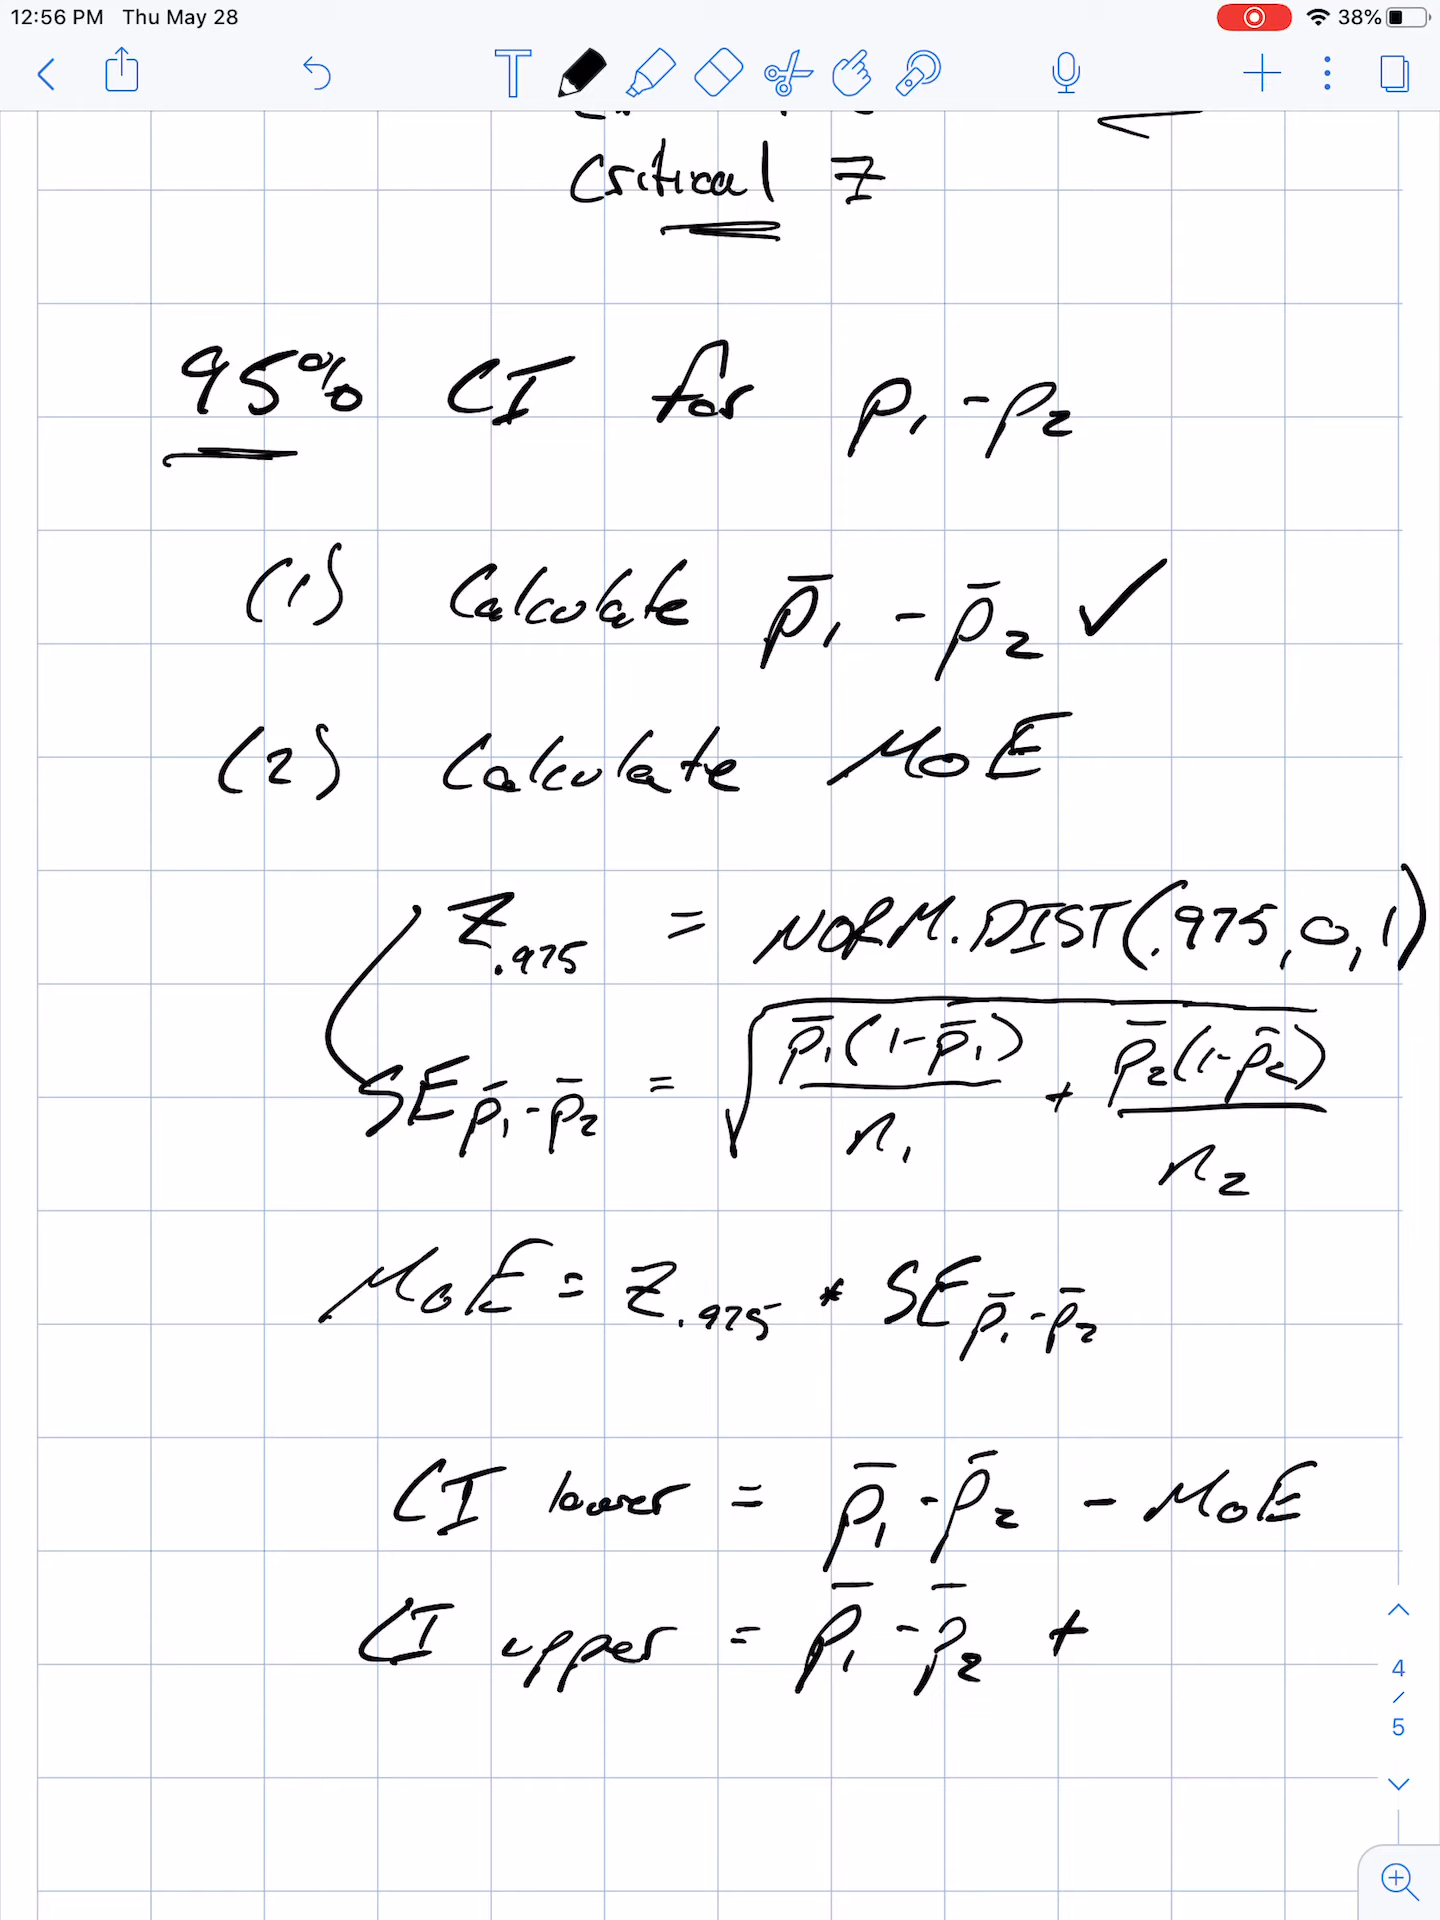 12:56 PM Thu May 28 38%
T
Critical Z
95% CI for p₁ - p₂
(1) Calculate p̄₁ - p̄₂ ✓
(2) Calculate MoE
Z.₉₇₅ = NORM.DIST(.975,0,1)
SE p̄₁-p̄₂ = √( p̄₁(1-p̄₁) / n₁ + p̄₂(1-p̄₂) / n₂ )
MoE = Z.₉₇₅ * SE p̄₁-p̄₂
CI lower = p̄₁ - p̄₂ - MoE
CI upper = p̄₁ - p̄₂ +
4
/
5